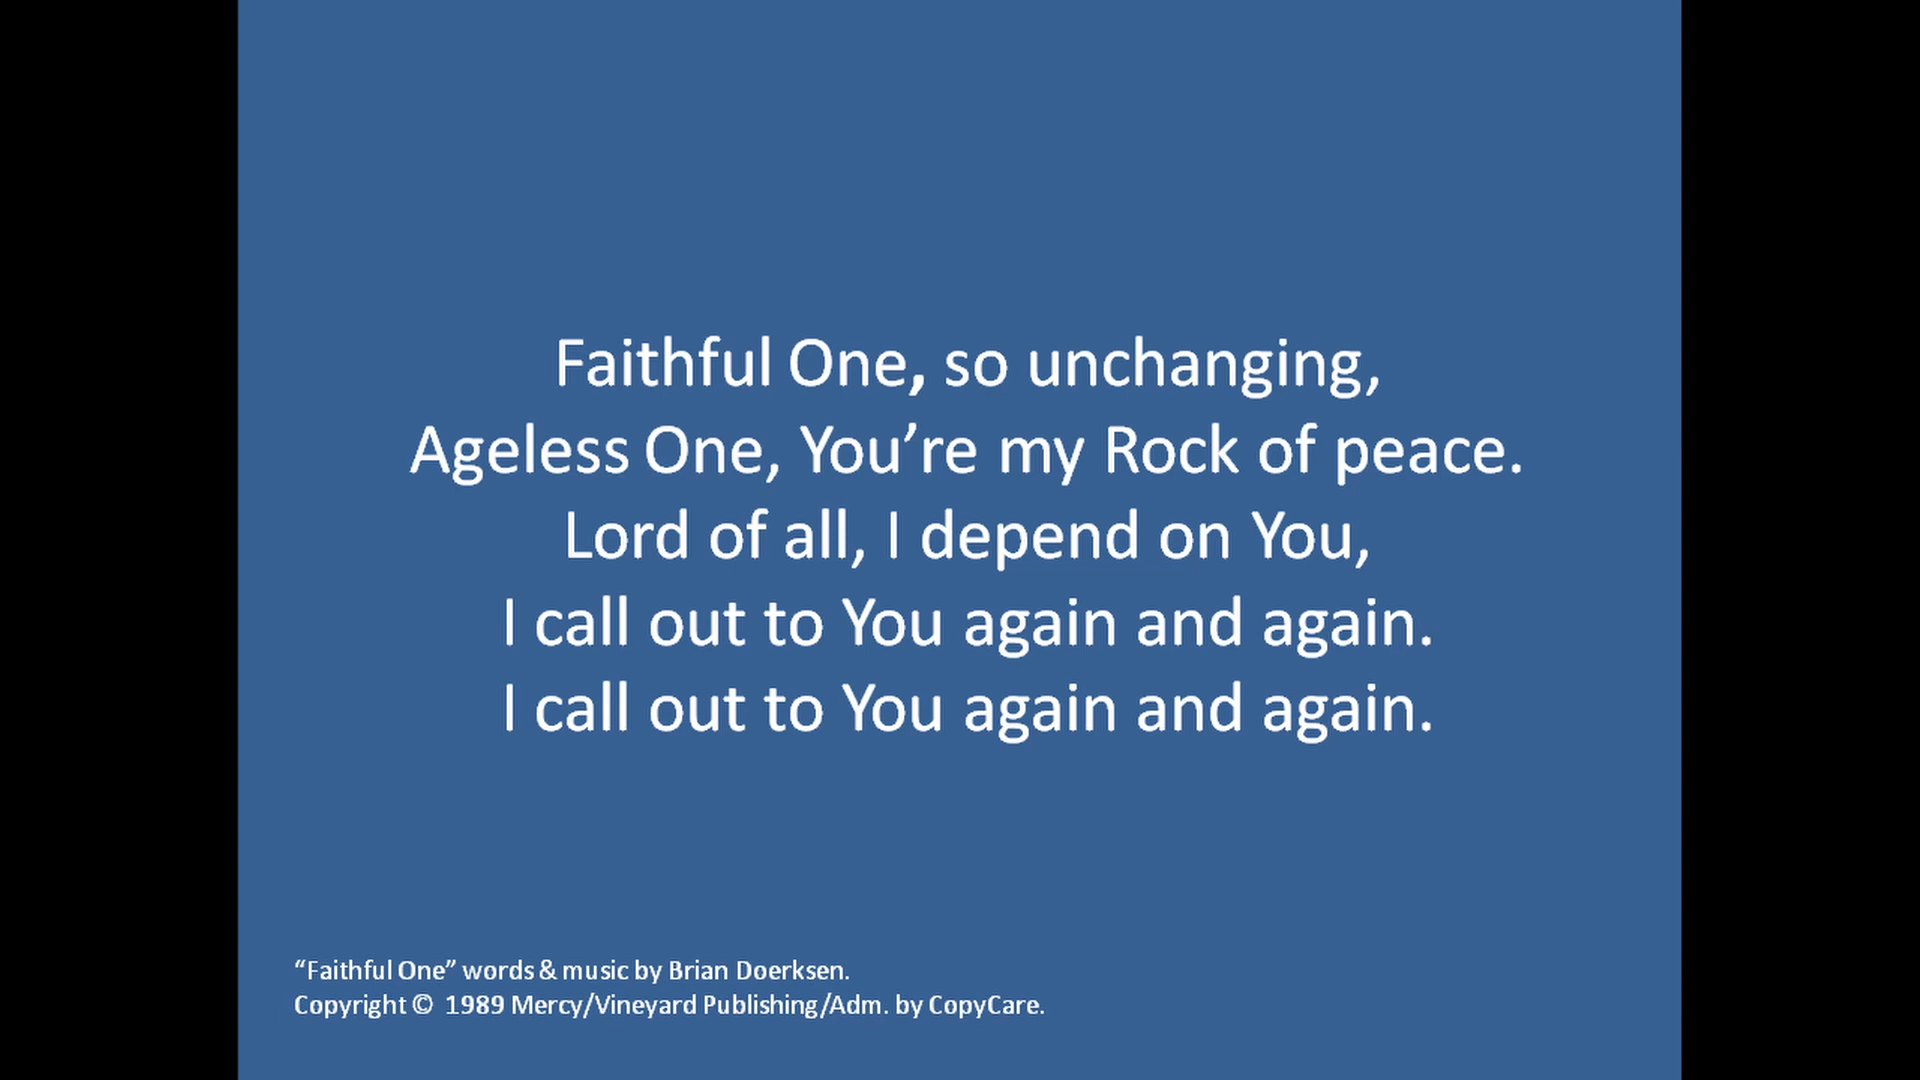 Faithful One, so unchanging,
Ageless One, You’re my Rock of peace.
Lord of all, I depend on You,
I call out to You again and again.
I call out to You again and again.
“Faithful One” words & music by Brian Doerksen.
Copyright © 1989 Mercy/Vineyard Publishing/Adm. by CopyCare.